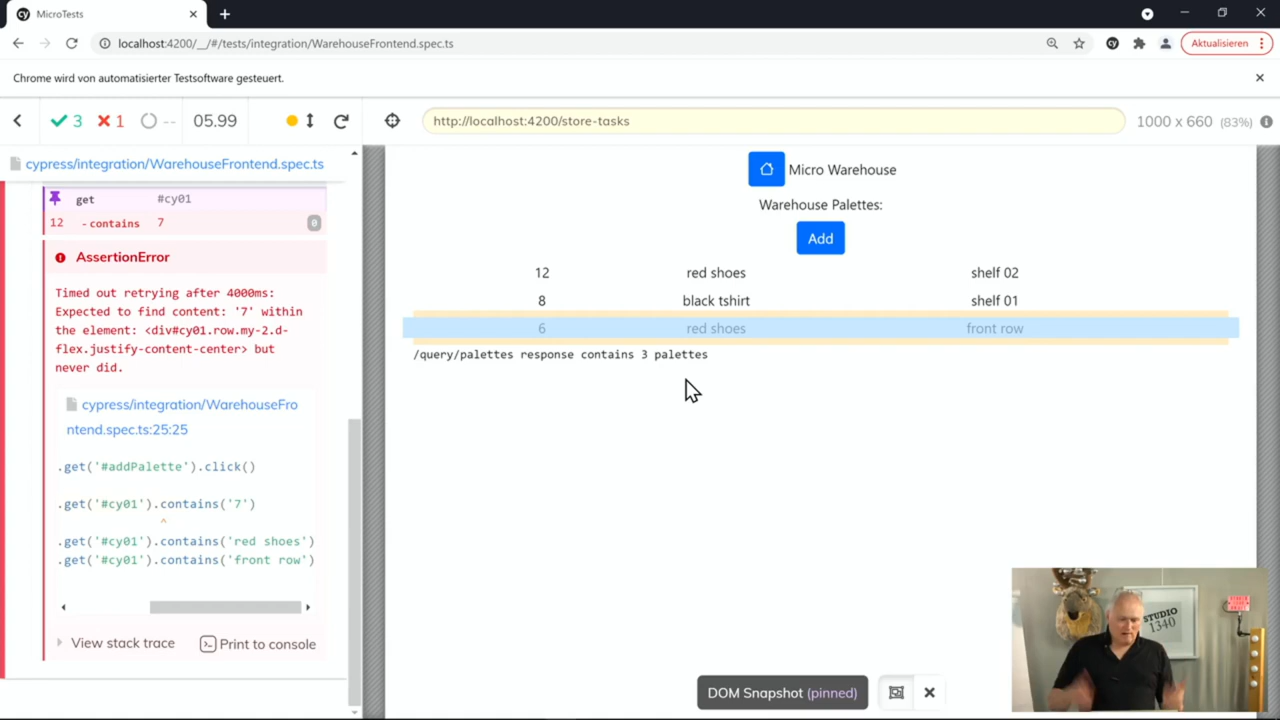 MicroTests
localhost:4200/__/#/tests/integration/WarehouseFrontend.spec.ts
Aktualisieren
Chrome wird von automatisierter Testsoftware gesteuert.
3
1
--
05.99
http://localhost:4200/store-tasks
1000 x 660 (83%)
cypress/integration/WarehouseFrontend.spec.ts
get #cy01
12 - contains 7 0
AssertionError
Timed out retrying after 4000ms:
Expected to find content: '7' within
the element: <div#cy01.row.my-2.d-
flex.justify-content-center> but
never did.
cypress/integration/WarehouseFro
ntend.spec.ts:25:25
.get('#addPalette').click()
.get('#cy01').contains('7')
^
.get('#cy01').contains('red shoes')
.get('#cy01').contains('front row')
View stack trace
Print to console
Micro Warehouse
Warehouse Palettes:
Add
12 red shoes shelf 02
8 black tshirt shelf 01
6 red shoes front row
/query/palettes response contains 3 palettes
DOM Snapshot (pinned)
STUDIO
1340